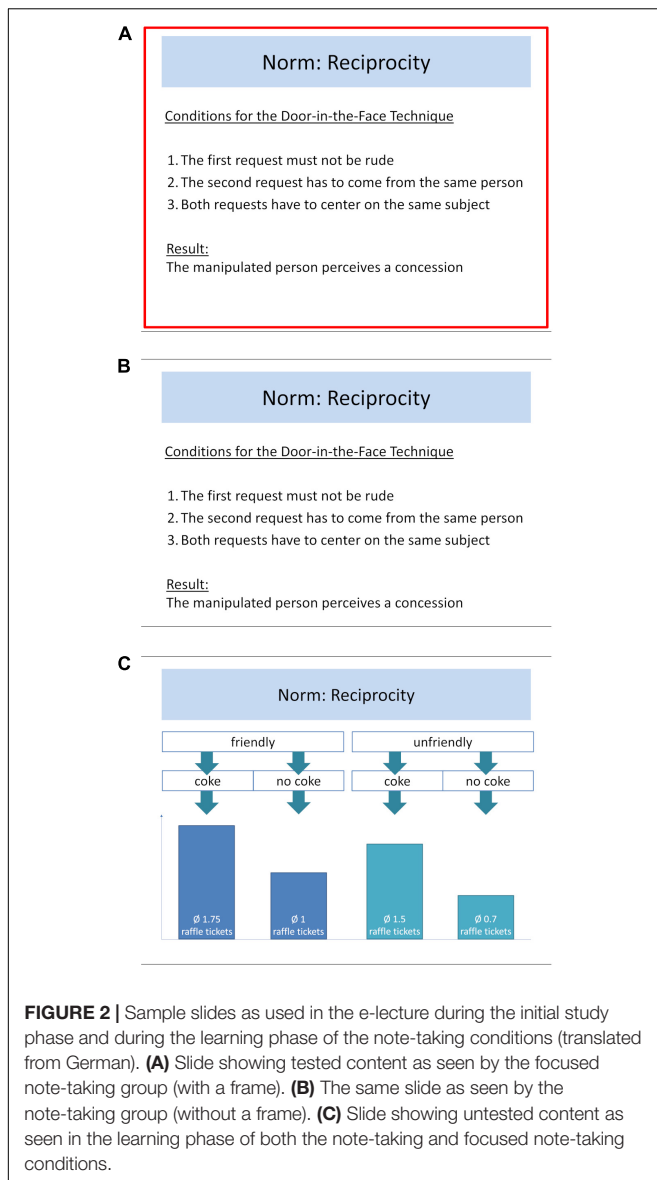 A
Norm: Reciprocity
Conditions for the Door-in-the-Face Technique
1. The first request must not be rude
2. The second request has to come from the same person
3. Both requests have to center on the same subject
Result:
The manipulated person perceives a concession
B
Norm: Reciprocity
Conditions for the Door-in-the-Face Technique
1. The first request must not be rude
2. The second request has to come from the same person
3. Both requests have to center on the same subject
Result:
The manipulated person perceives a concession
C
Norm: Reciprocity
friendly unfriendly
coke no coke coke no coke
Ø 1.75 Ø 1 Ø 1.5 Ø 0.7
raffle tickets raffle tickets raffle tickets raffle tickets
FIGURE 2 | Sample slides as used in the e-lecture during the initial study
phase and during the learning phase of the note-taking conditions (translated
from German). (A) Slide showing tested content as seen by the focused
note-taking group (with a frame). (B) The same slide as seen by the
note-taking group (without a frame). (C) Slide showing untested content as
seen in the learning phase of both the note-taking and focused note-taking
conditions.